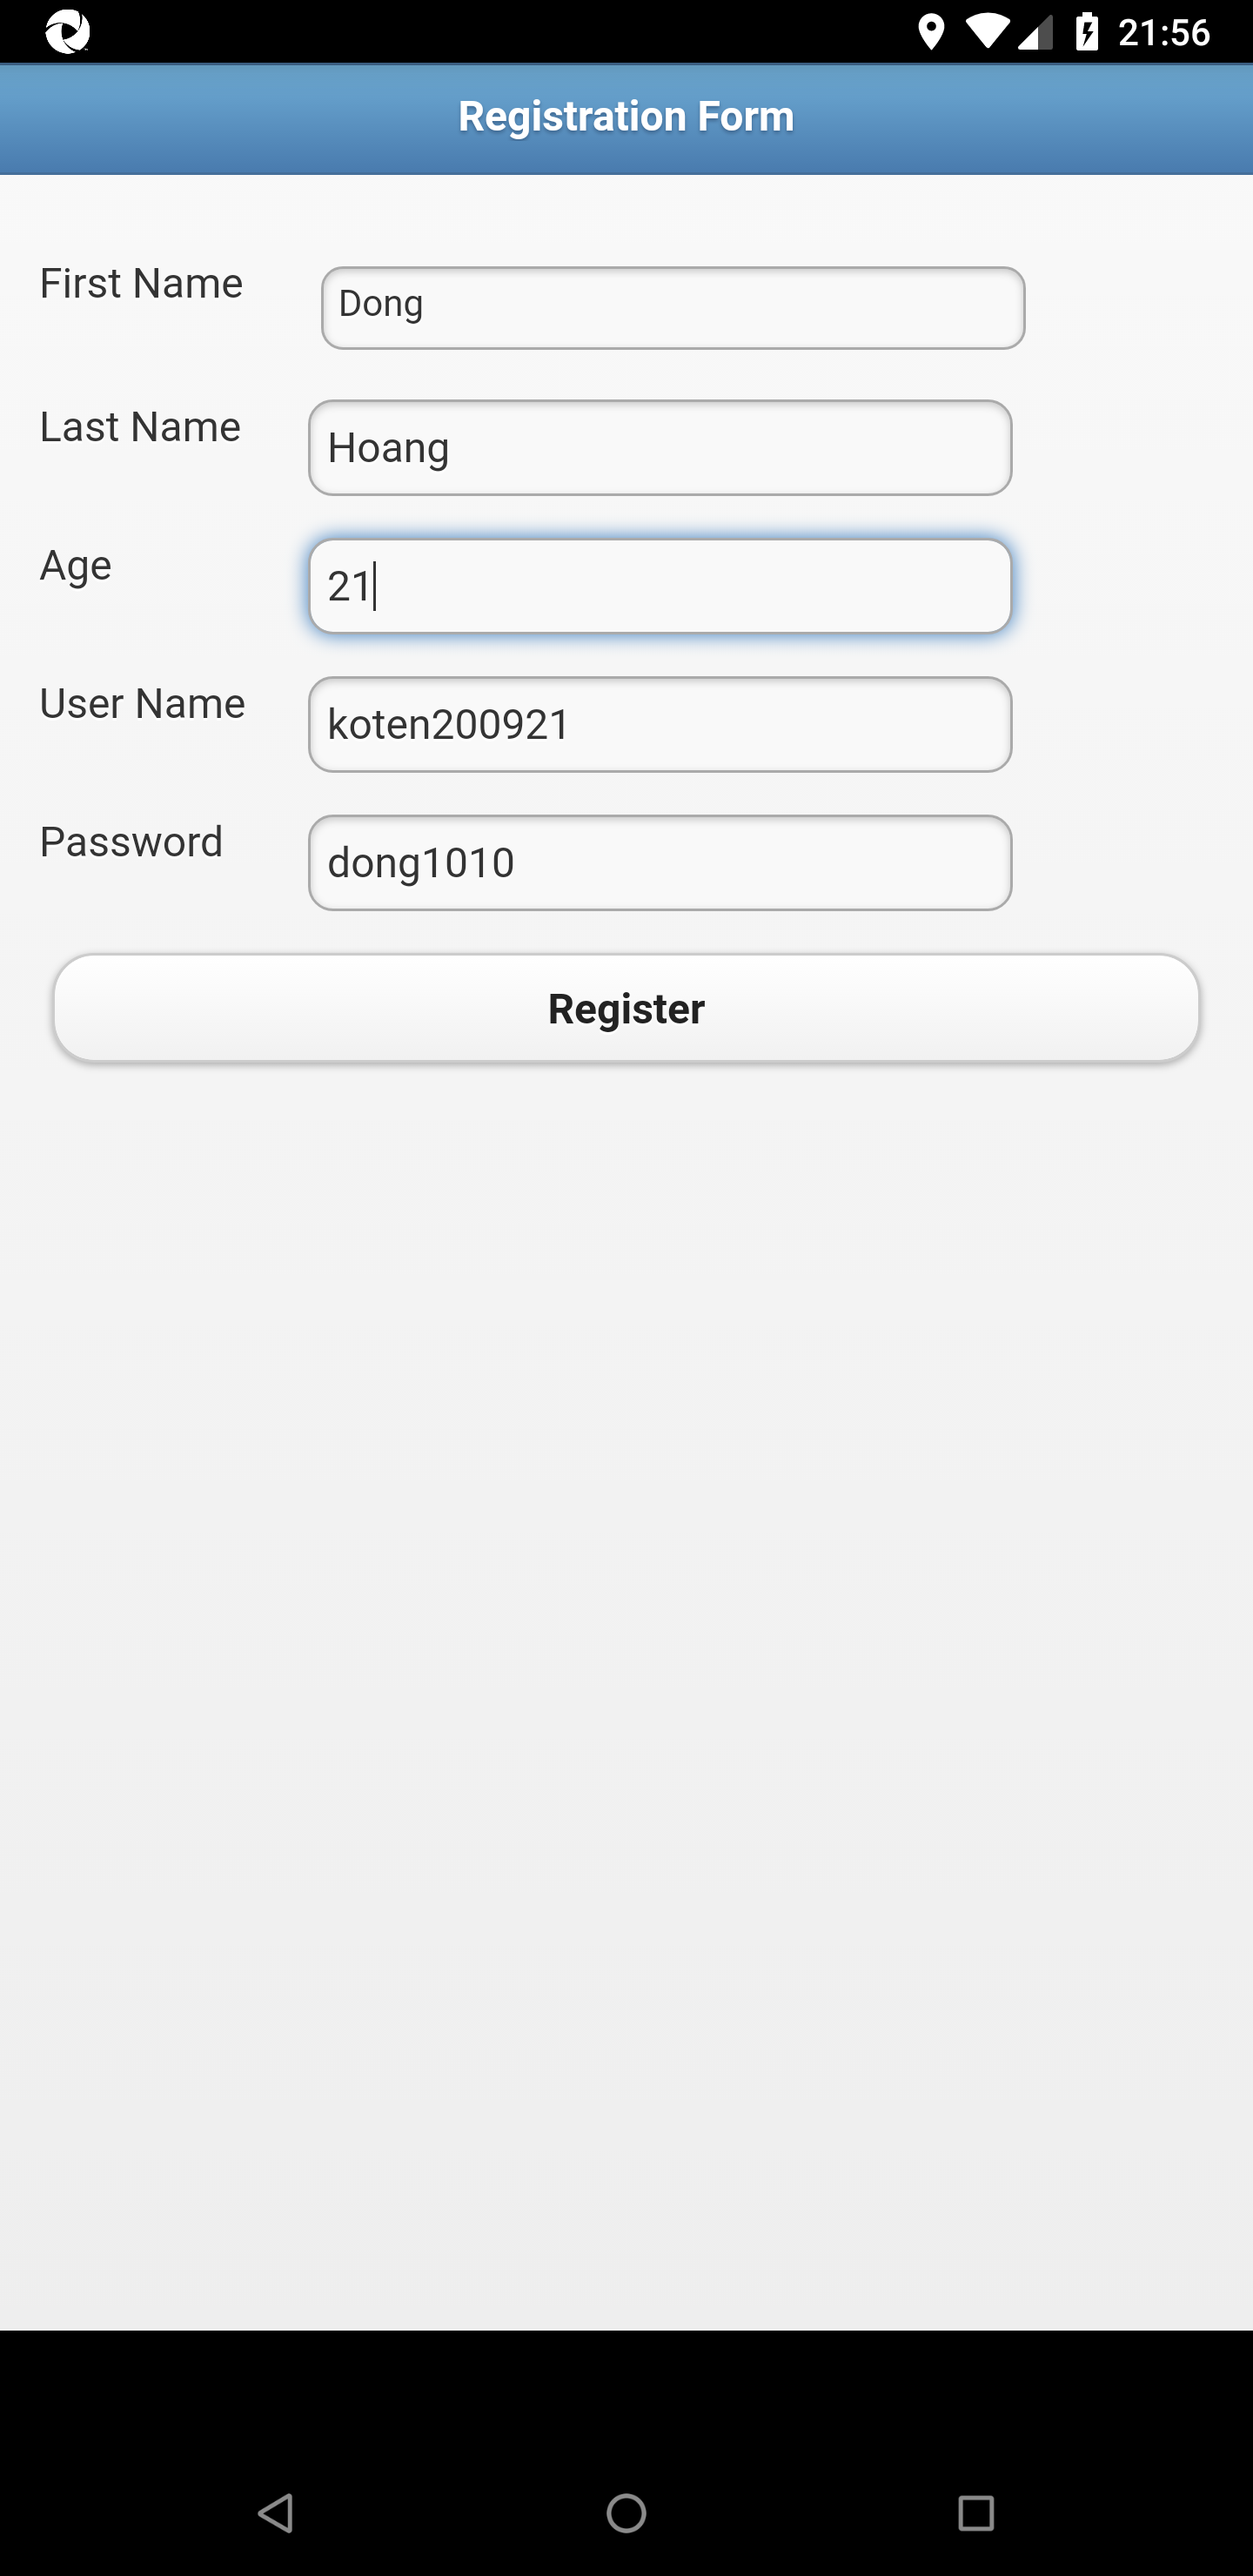 21:56
Registration Form
First Name Dong
Last Name Hoang
Age 21
User Name koten200921
Password dong1010
Register